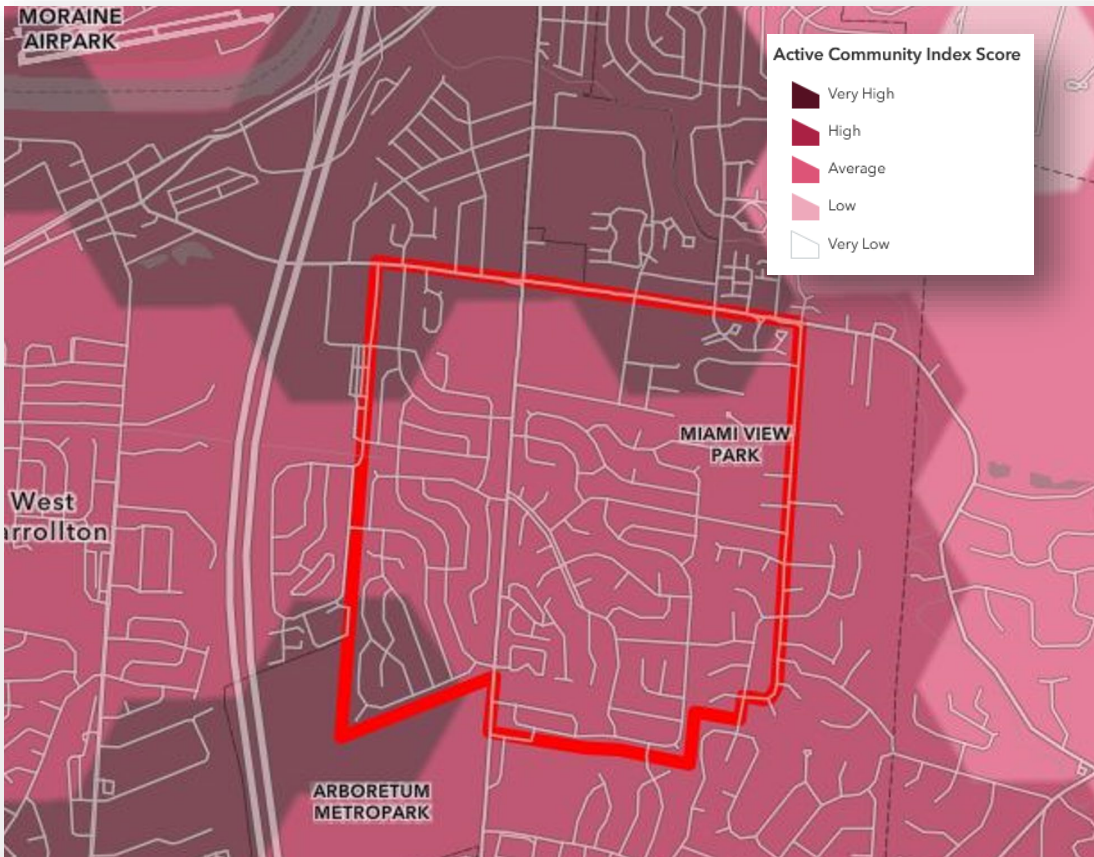 MORAINE
AIRPARK
Active Community Index Score
Very High
High
Average
Low
Very Low
MIAMI VIEW
PARK
West
arrollton
ARBORETUM
METROPARK